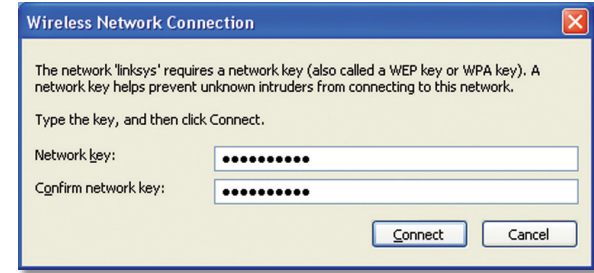 Wireless Network Connection
The network 'linksys' requires a network key (also called a WEP key or WPA key). A
network key helps prevent unknown intruders from connecting to this network.
Type the key, and then click Connect.
Network key: ••••••••••
Confirm network key: ••••••••••
Connect Cancel